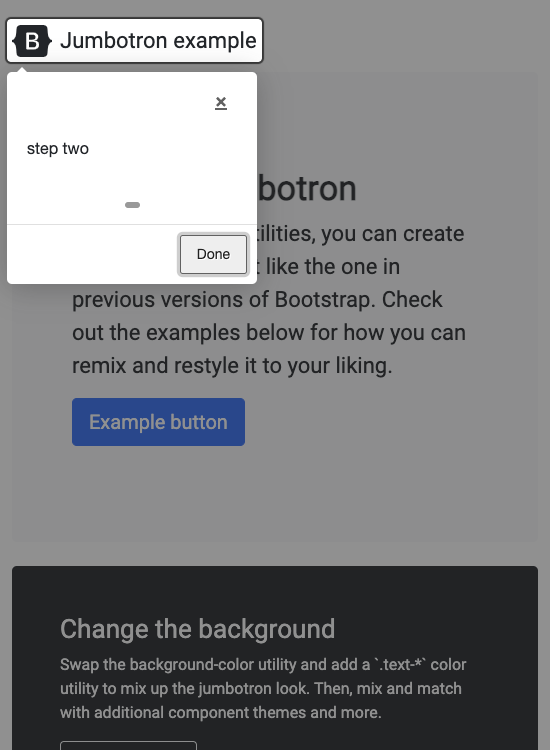 B Jumbotron example
×
step two
botron
tilities, you can create
t like the one in
Done
previous versions of Bootstrap. Check
out the examples below for how you can
remix and restyle it to your liking.
Example button
Change the background
Swap the background-color utility and add a `.text-*` color
utility to mix up the jumbotron look. Then, mix and match
with additional component themes and more.